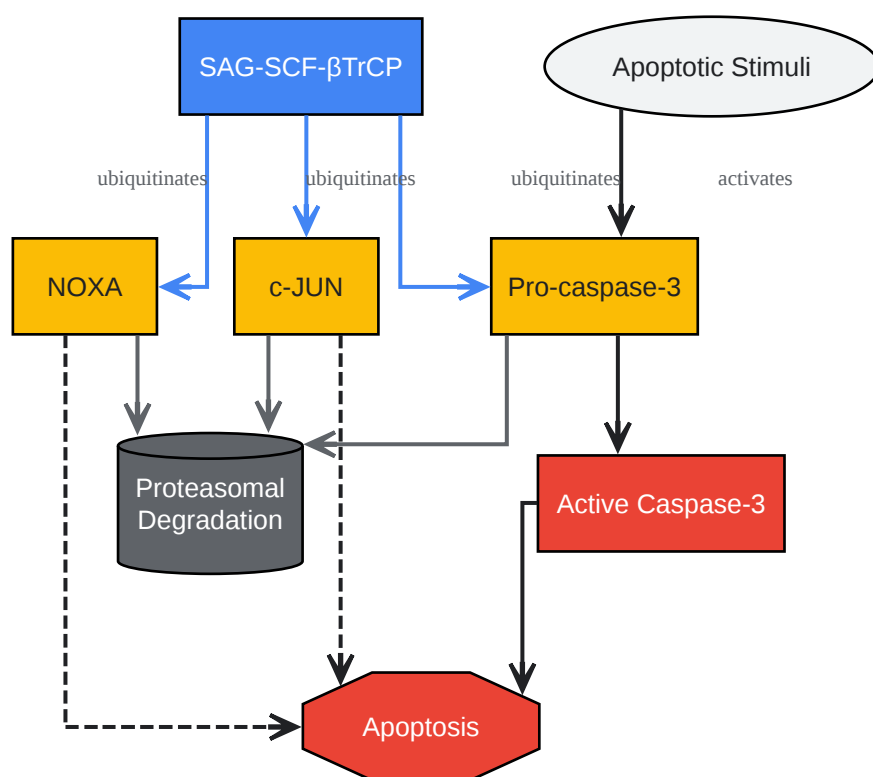 SAG-SCF-βTrCP
Apoptotic Stimuli
ubiquitinates
ubiquitinates
ubiquitinates
activates
NOXA
c-JUN
Pro-caspase-3
Proteasomal
Degradation
Active Caspase-3
Apoptosis